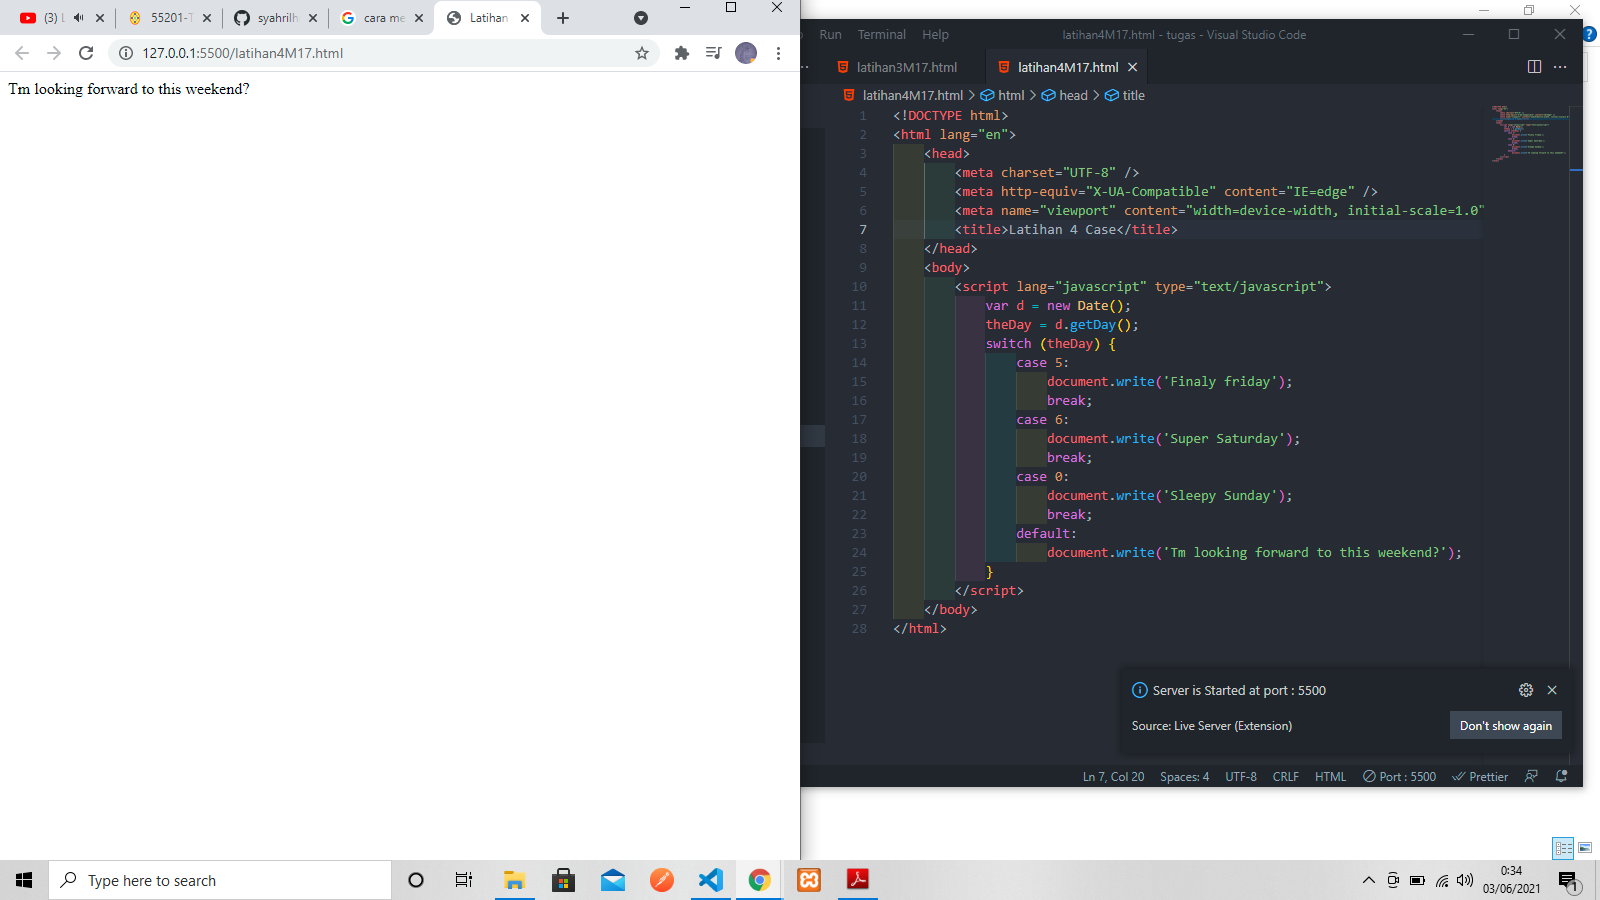 (3) L
55201-T
syahrilh
cara me
Latihan
127.0.0.1:5500/latihan4M17.html
Tm looking forward to this weekend?
Run Terminal Help
latihan4M17.html - tugas - Visual Studio Code
latihan3M17.html
latihan4M17.html
latihan4M17.html > html > head > title
1 <!DOCTYPE html>
2 <html lang="en">
3 <head>
4 <meta charset="UTF-8" />
5 <meta http-equiv="X-UA-Compatible" content="IE=edge" />
6 <meta name="viewport" content="width=device-width, initial-scale=1.0"
7 <title>Latihan 4 Case</title>
8 </head>
9 <body>
10 <script lang="javascript" type="text/javascript">
11 var d = new Date();
12 theDay = d.getDay();
13 switch (theDay) {
14 case 5:
15 document.write('Finaly friday');
16 break;
17 case 6:
18 document.write('Super Saturday');
19 break;
20 case 0:
21 document.write('Sleepy Sunday');
22 break;
23 default:
24 document.write('Tm looking forward to this weekend?');
25 }
26 </script>
27 </body>
28 </html>
Server is Started at port : 5500
Source: Live Server (Extension)
Don't show again
Ln 7, Col 20 Spaces: 4 UTF-8 CRLF HTML Port : 5500 Prettier
Type here to search
0:34
03/06/2021
1